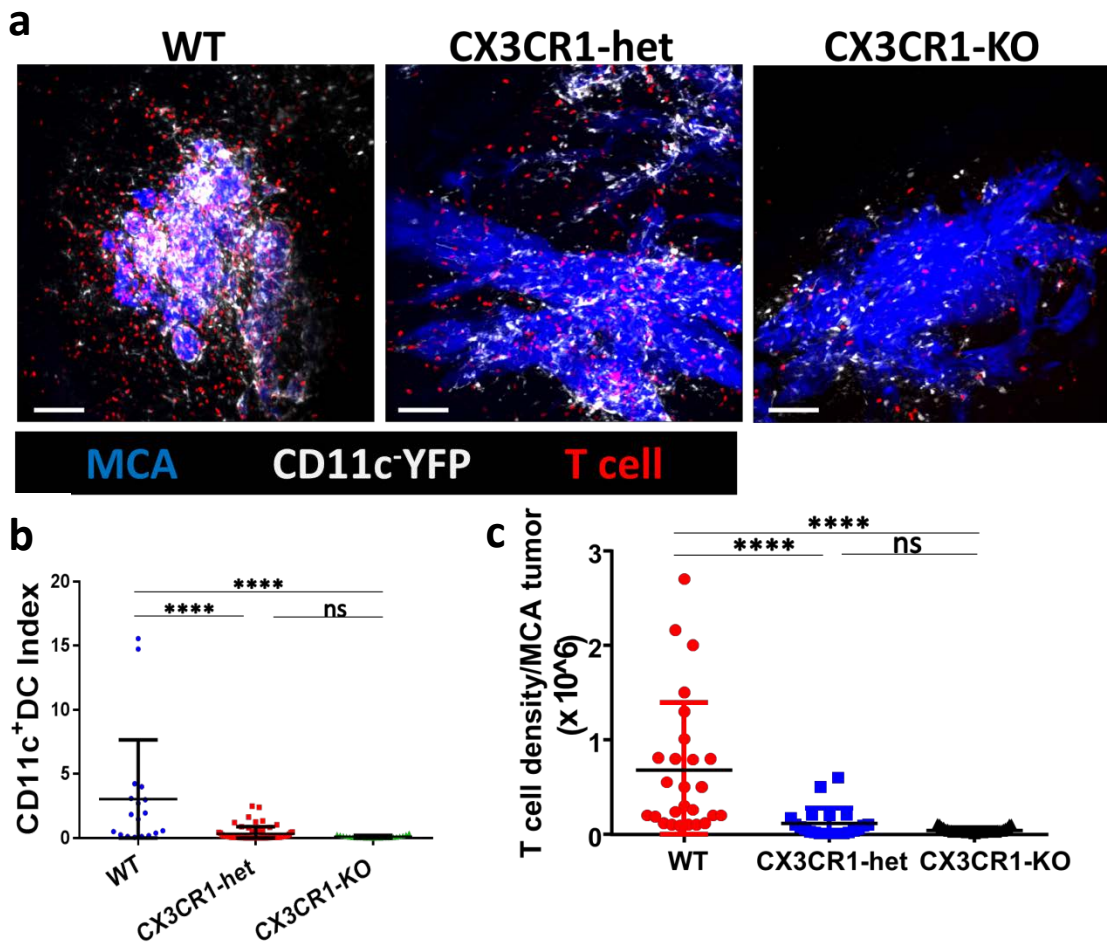 a
WT CX3CR1-het CX3CR1-KO
MCA CD11c-YFP T cell
b
CD11c+DC Index
20
15
10
5
0
****
**** ns
WT
CX3CR1-het
CX3CR1-KO
c
T cell density/MCA tumor
(x 10^6)
3
2
1
0
****
**** ns
WT CX3CR1-het CX3CR1-KO